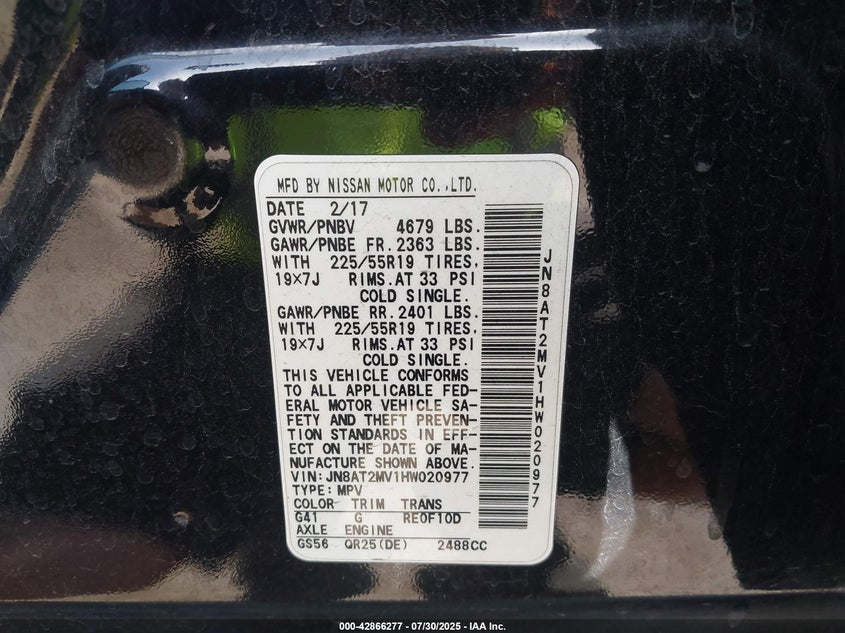 MFD BY NISSAN MOTOR CO.,LTD.
DATE 2/17
GVWR/PNBV 4679 LBS.
GAWR/PNBE FR. 2363 LBS.
WITH 225/55R19 TIRES,
19×7J RIMS.AT 33 PSI
COLD SINGLE.
GAWR/PNBE RR. 2401 LBS.
WITH 225/55R19 TIRES,
19×7J RIMS.AT 33 PSI
COLD SINGLE.
THIS VEHICLE CONFORMS
TO ALL APPLICABLE FED-
ERAL MOTOR VEHICLE SA-
FETY AND THEFT PREVEN-
TION STANDARDS IN EFF-
ECT ON THE DATE OF MA-
NUFACTURE SHOWN ABOVE.
VIN:JN8AT2MV1HW020977
TYPE:MPV
COLOR TRIM TRANS
G41 G RE0F10D
AXLE ENGINE
GS56 QR25(DE) 2488CC
JN8AT2MV1HW020977
000-42866277 - 07/30/2025 - IAA Inc.